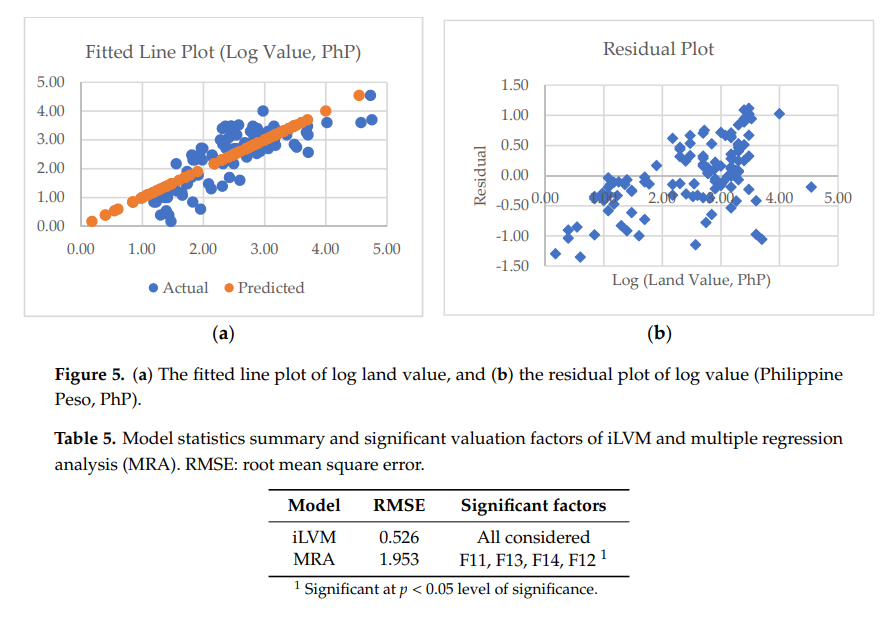 Fitted Line Plot (Log Value, PhP)
5.00
4.00
3.00
2.00
1.00
0.00
0.00 1.00 2.00 3.00 4.00 5.00
Actual Predicted
(a)
Residual Plot
1.50
1.00
0.50
0.00
-0.50
-1.00
-1.50
Residual
0.00 1.00 2.00 3.00 4.00 5.00
Log (Land Value, PhP)
(b)
Figure 5. (a) The fitted line plot of log land value, and (b) the residual plot of log value (Philippine
Peso, PhP).
Table 5. Model statistics summary and significant valuation factors of iLVM and multiple regression
analysis (MRA). RMSE: root mean square error.
Model RMSE Significant factors
iLVM 0.526 All considered
MRA 1.953 F11, F13, F14, F12 1
1 Significant at p < 0.05 level of significance.